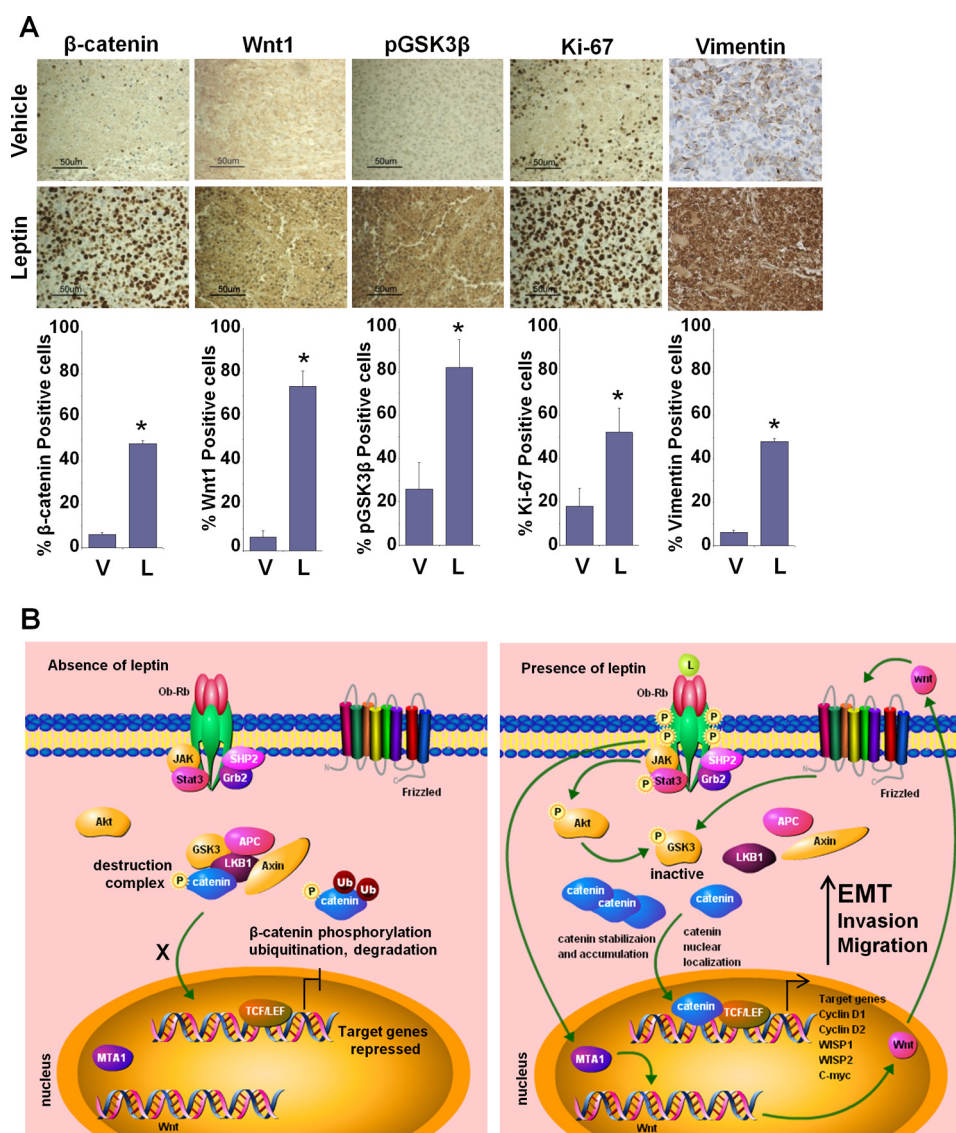 A
β-catenin
Wnt1
pGSK3β
Ki-67
Vimentin
Vehicle
50um
50um
50um
50um
Leptin
50um
50um
50um
50um
% β-catenin Positive cells
100
80
60
40
20
0
*
V
L
% Wnt1 Positive cells
100
80
60
40
20
0
*
V
L
% pGSK3β Positive cells
100
80
60
40
20
0
*
V
L
% Ki-67 Positive cells
100
80
60
40
20
0
*
V
L
% Vimentin Positive cells
100
80
60
40
20
0
*
V
L
B
Absence of leptin
Ob-Rb
JAK
SHP2
Stat3
Grb2
N
C
Frizzled
Akt
GSK3
APC
LKB1
Axin
destruction
complex
P
catenin
P
catenin
Ub
Ub
β-catenin phosphorylation
ubiquitination, degradation
X
TCF/LEF
Target genes
repressed
MTA1
Wnt
nucleus
Presence of leptin
L
Ob-Rb
wnt
P
P
P
P
JAK
SHP2
P
Stat3
Grb2
N
C
Frizzled
P
Akt
P
GSK3
inactive
APC
LKB1
Axin
catenin
catenin
catenin
catenin stabilizaion
and accumulation
catenin
nuclear
localization
EMT
Invasion
Migration
catenin
TCF/LEF
Target genes
Cyclin D1
Cyclin D2
WISP1
WISP2
C-myc
Wnt
MTA1
Wnt
nucleus